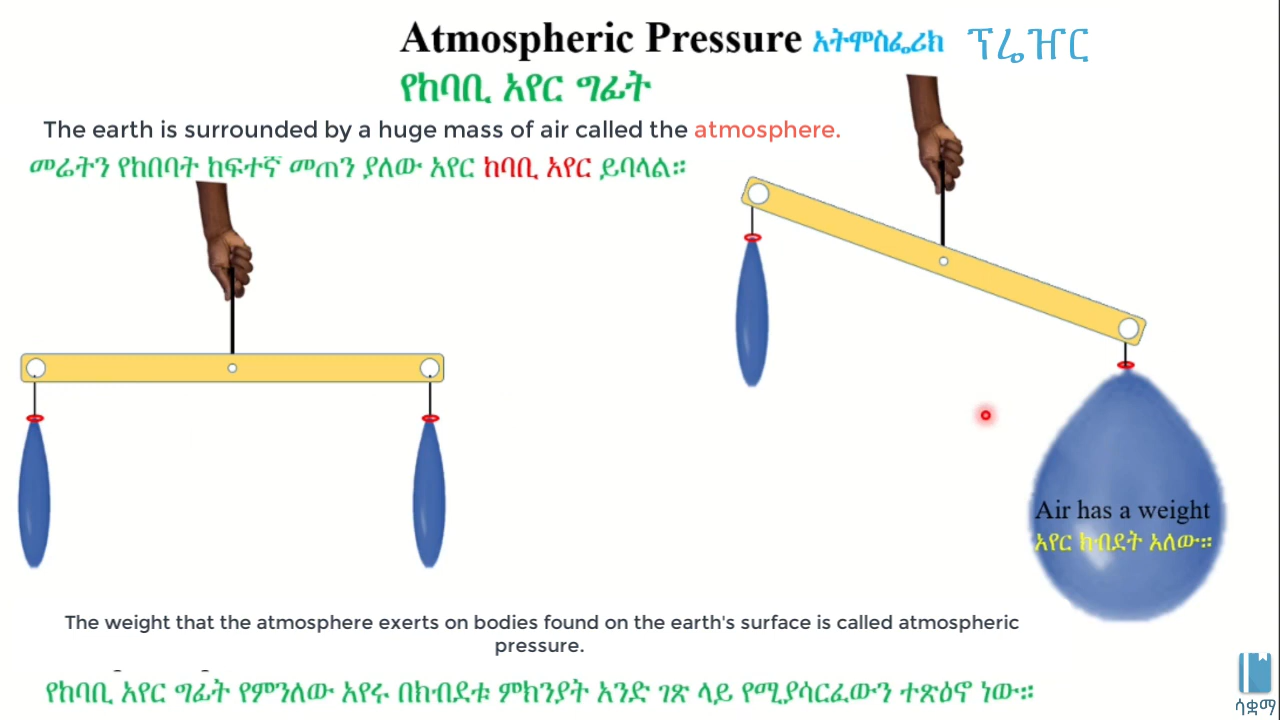 Atmospheric Pressure አትሞስፌሪክ ፕሬዠር
የከባቢ አየር ግፊት
The earth is surrounded by a huge mass of air called the atmosphere.
መሬትን የከበባት ከፍተኛ መጠን ያለው አየር ከባቢ አየር ይባላል።
Air has a weight
አየር ክብደት አለው።
The weight that the atmosphere exerts on bodies found on the earth's surface is called atmospheric
pressure.
የከባቢ አየር ግፊት የምንለው አየሩ በክብደቱ ምክንያት አንድ ገጽ ላይ የሚያሳርፈውን ተጽዕኖ ነው።
ሳቋማ